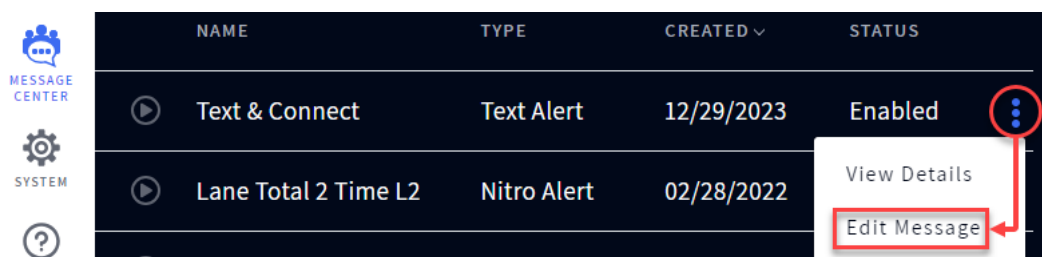 NAME TYPE CREATED STATUS
MESSAGE
CENTER
Text & Connect Text Alert 12/29/2023 Enabled
SYSTEM
View Details
Lane Total 2 Time L2 Nitro Alert 02/28/2022
Edit Message
?